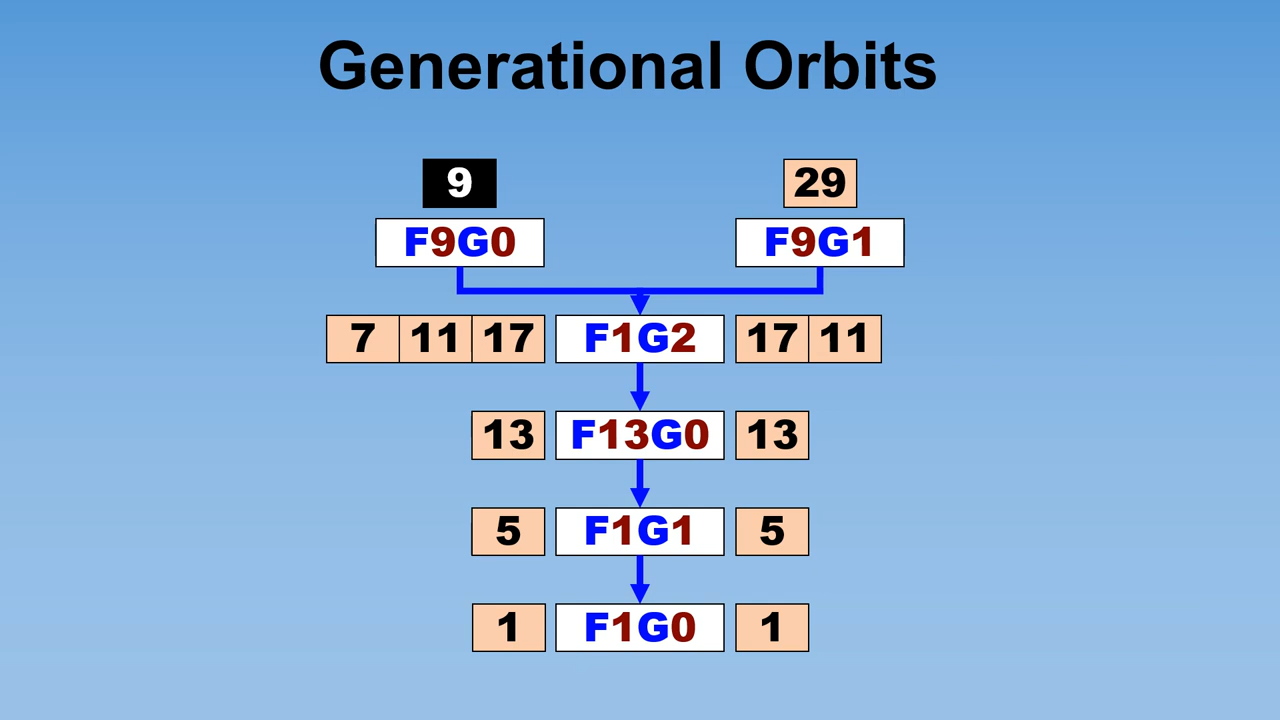 Generational Orbits
9 29
F9G0 F9G1
7 11 17 F1G2 17 11
13 F13G0 13
5 F1G1 5
1 F1G0 1